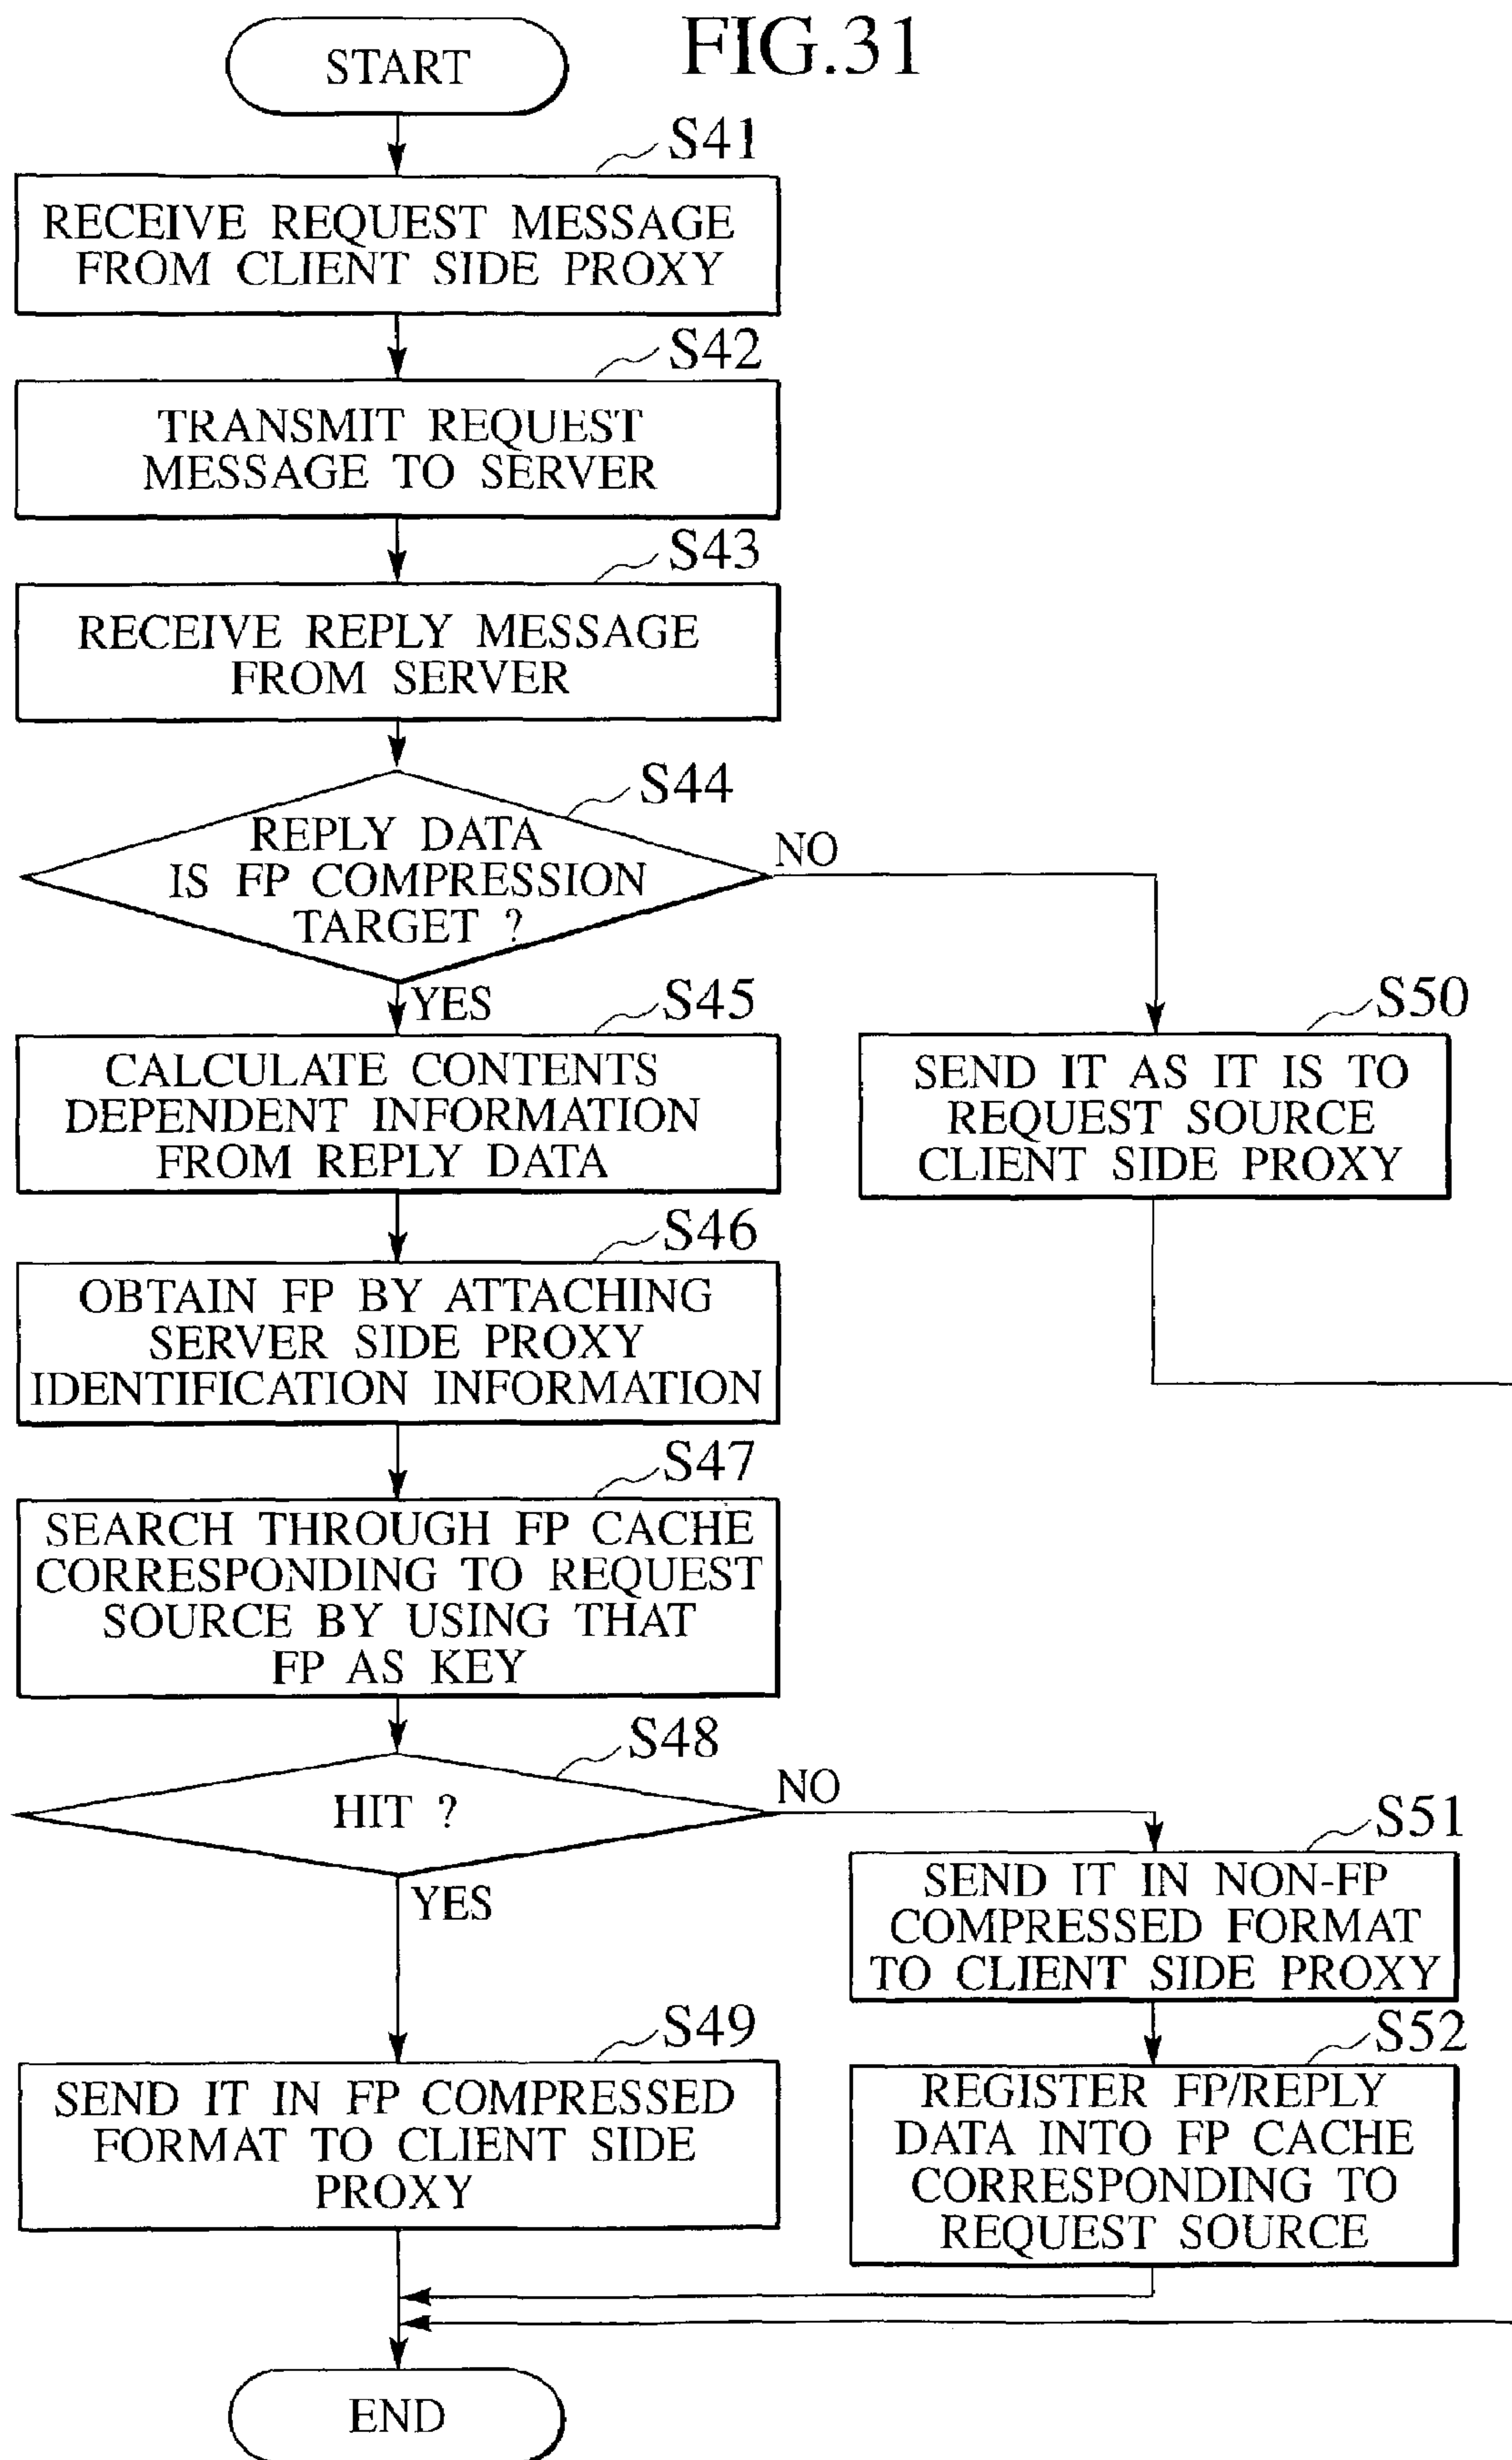 FIG.31
START
S41
RECEIVE REQUEST MESSAGE
FROM CLIENT SIDE PROXY
S42
TRANSMIT REQUEST
MESSAGE TO SERVER
S43
RECEIVE REPLY MESSAGE
FROM SERVER
S44
REPLY DATA
IS FP COMPRESSION
TARGET ?
NO
YES
S45
CALCULATE CONTENTS
DEPENDENT INFORMATION
FROM REPLY DATA
S50
SEND IT AS IT IS TO
REQUEST SOURCE
CLIENT SIDE PROXY
S46
OBTAIN FP BY ATTACHING
SERVER SIDE PROXY
IDENTIFICATION INFORMATION
S47
SEARCH THROUGH FP CACHE
CORRESPONDING TO REQUEST
SOURCE BY USING THAT
FP AS KEY
S48
HIT ?
NO
YES
S51
SEND IT IN NON-FP
COMPRESSED FORMAT
TO CLIENT SIDE PROXY
S49
SEND IT IN FP COMPRESSED
FORMAT TO CLIENT SIDE
PROXY
S52
REGISTER FP/REPLY
DATA INTO FP CACHE
CORRESPONDING TO
REQUEST SOURCE
END